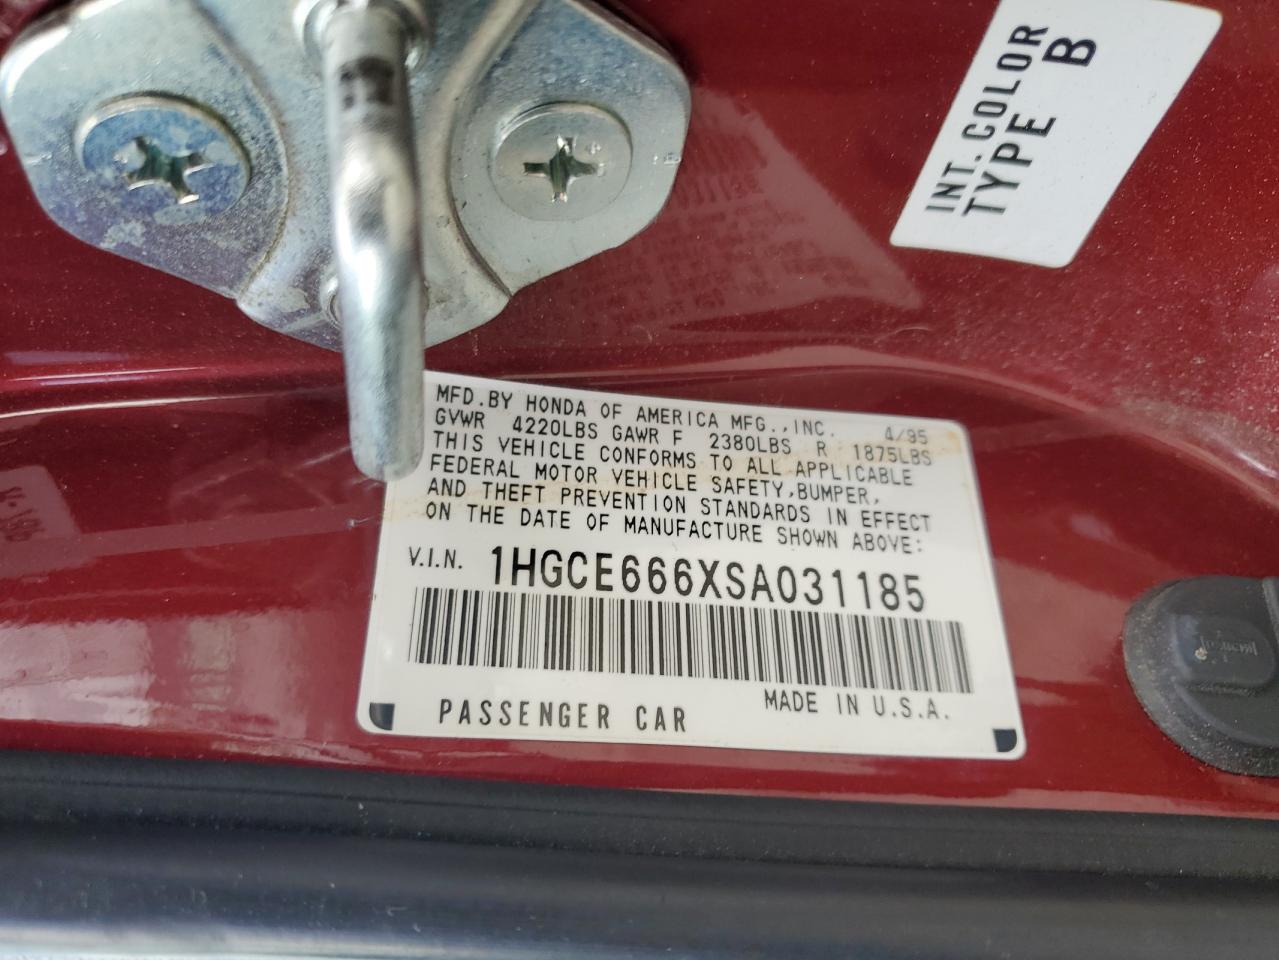 INT. COLOR
TYPE B
MFD. BY HONDA OF AMERICA MFG., INC. 4/95
GVWR 4220LBS GAWR F 2380LBS R 1875LBS
THIS VEHICLE CONFORMS TO ALL APPLICABLE
FEDERAL MOTOR VEHICLE SAFETY, BUMPER,
AND THEFT PREVENTION STANDARDS IN EFFECT
ON THE DATE OF MANUFACTURE SHOWN ABOVE:
V.I.N. 1HGCE666XSA031185
MADE IN U.S.A.
PASSENGER CAR